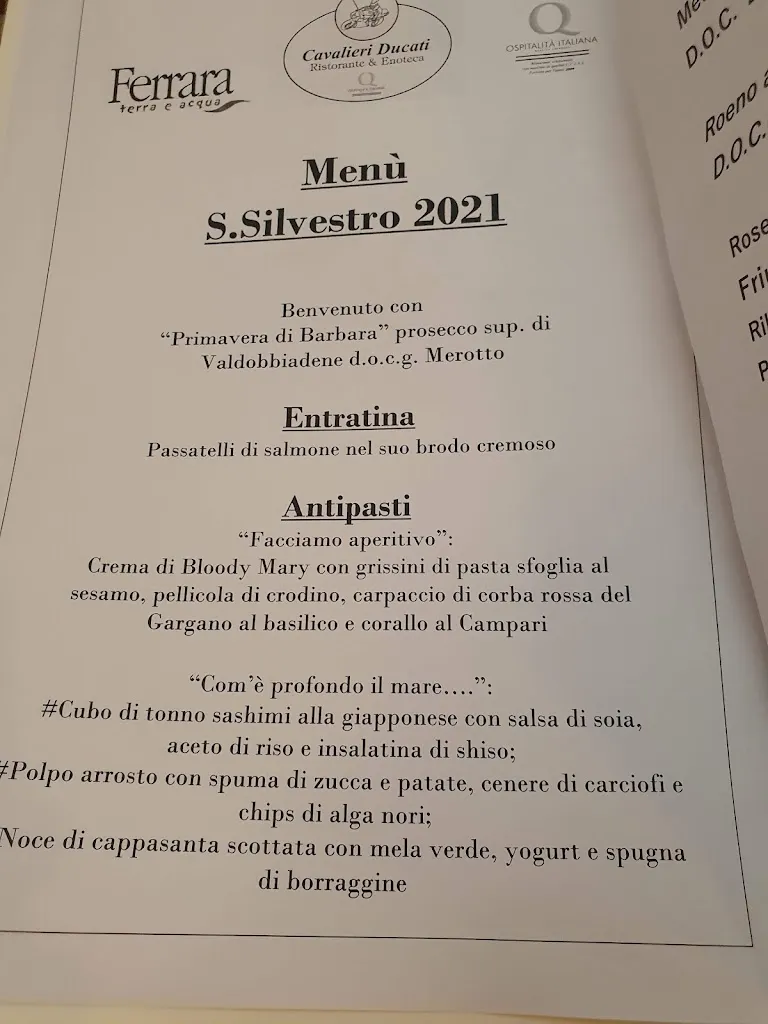 Ferrara
terra e acqua
Cavalieri Ducati
Ristorante & Enoteca
Q
Q
OSPITALITÀ ITALIANA
Menù
S.Silvestro 2021
Benvenuto con
“Primavera di Barbara” prosecco sup. di
Valdobbiadene d.o.c.g. Merotto
Entratina
Passatelli di salmone nel suo brodo cremoso
Antipasti
“Facciamo aperitivo”:
Crema di Bloody Mary con grissini di pasta sfoglia al
sesamo, pellicola di crodino, carpaccio di corba rossa del
Gargano al basilico e corallo al Campari
“Com’è profondo il mare….”:
#Cubo di tonno sashimi alla giapponese con salsa di soia,
aceto di riso e insalatina di shiso;
#Polpo arrosto con spuma di zucca e patate, cenere di carciofi e
chips di alga nori;
Noce di cappasanta scottata con mela verde, yogurt e spugna
di borraggine
D.O.C.
Roeno
D.O.C.